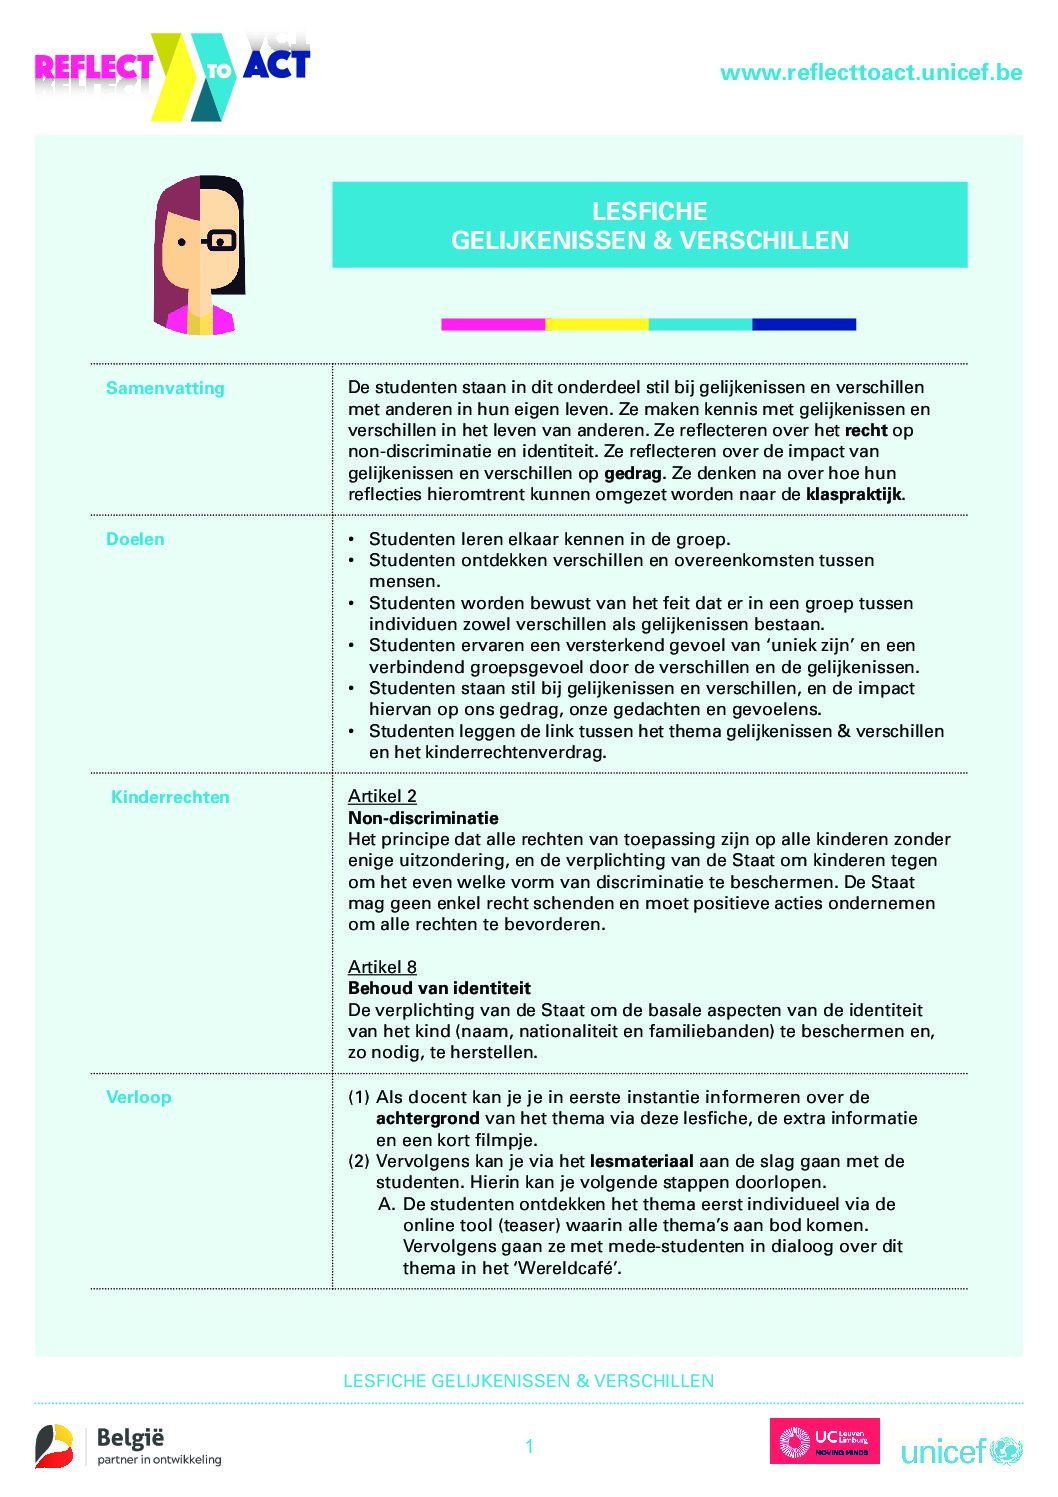 REFLECT TO ACT
www.reflecttoact.unicef.be
LESFICHE
GELIJKENISSEN & VERSCHILLEN
Samenvatting
De studenten staan in dit onderdeel stil bij gelijkenissen en verschillen
met anderen in hun eigen leven. Ze maken kennis met gelijkenissen en
verschillen in het leven van anderen. Ze reflecteren over het recht op
non-discriminatie en identiteit. Ze reflecteren over de impact van
gelijkenissen en verschillen op gedrag. Ze denken na over hoe hun
reflecties hieromtrent kunnen omgezet worden naar de klaspraktijk.
Doelen
• Studenten leren elkaar kennen in de groep.
• Studenten ontdekken verschillen en overeenkomsten tussen
mensen.
• Studenten worden bewust van het feit dat er in een groep tussen
individuen zowel verschillen als gelijkenissen bestaan.
• Studenten ervaren een versterkend gevoel van ‘uniek zijn’ en een
verbindend groepsgevoel door de verschillen en de gelijkenissen.
• Studenten staan stil bij gelijkenissen en verschillen, en de impact
hiervan op ons gedrag, onze gedachten en gevoelens.
• Studenten leggen de link tussen het thema gelijkenissen & verschillen
en het kinderrechtenverdrag.
Kinderrechten
Artikel 2
Non-discriminatie
Het principe dat alle rechten van toepassing zijn op alle kinderen zonder
enige uitzondering, en de verplichting van de Staat om kinderen tegen
om het even welke vorm van discriminatie te beschermen. De Staat
mag geen enkel recht schenden en moet positieve acties ondernemen
om alle rechten te bevorderen.
Artikel 8
Behoud van identiteit
De verplichting van de Staat om de basale aspecten van de identiteit
van het kind (naam, nationaliteit en familiebanden) te beschermen en,
zo nodig, te herstellen.
Verloop
(1) Als docent kan je je in eerste instantie informeren over de
achtergrond van het thema via deze lesfiche, de extra informatie
en een kort filmpje.
(2) Vervolgens kan je via het lesmateriaal aan de slag gaan met de
studenten. Hierin kan je volgende stappen doorlopen.
A. De studenten ontdekken het thema eerst individueel via de
online tool (teaser) waarin alle thema’s aan bod komen.
Vervolgens gaan ze met mede-studenten in dialoog over dit
thema in het ‘Wereldcafé’.
LESFICHE GELIJKENISSEN & VERSCHILLEN
België
partner in ontwikkeling
1
UC Leuven
Limburg
MOVING MINDS
unicef